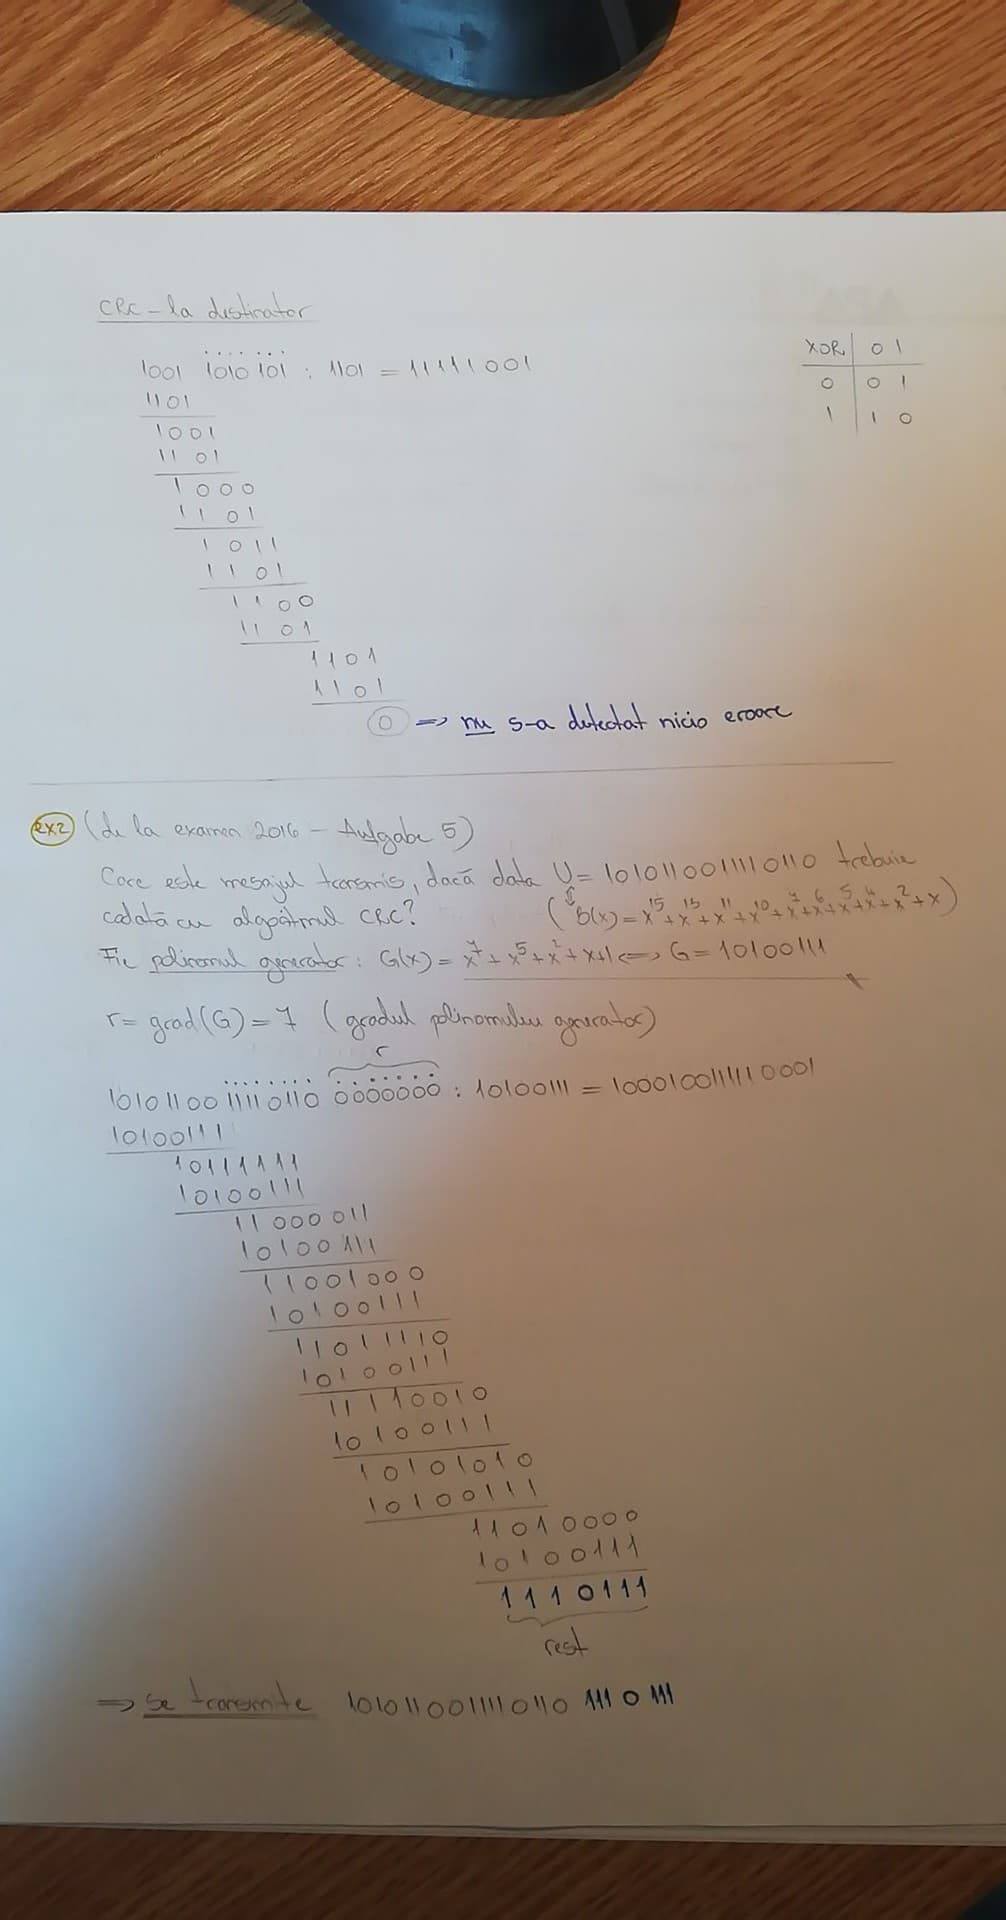 CRC - la destinator
1001 1010 101 : 1101 = 11111001
XOR 0 1
0 0 1
1 1 0
1101
1001
1101
1000
1101
1011
1101
1100
1101
1101
1101
0 => nu s-a detectat nicio eroare
ex2 (de la examen 2016 - Aufgabe 5)
Care este mesajul transmis, dacă data U = 1010110011110110 trebuie
codată cu algoritmul CRC? (B(x) = x^15 + x^13 + x^11 + x^10 + x^7 + x^6 + x^5 + x^4 + x^2 + x)
Fie polinomul generator: G(x) = x^7 + x^5 + x^2 + x + 1 <=> G = 10100111
r = grad(G) = 7 (gradul polinomului generator)
r
10101100 11110110 0000000 : 10100111 = 1000100111110001
10100111
10111111
10100111
11000011
10100111
11001000
10100111
11011110
10100111
11110010
10100111
10101010
10100111
11010000
10100111
1110111
rest
=> se transmite 1010110011110110 1110111